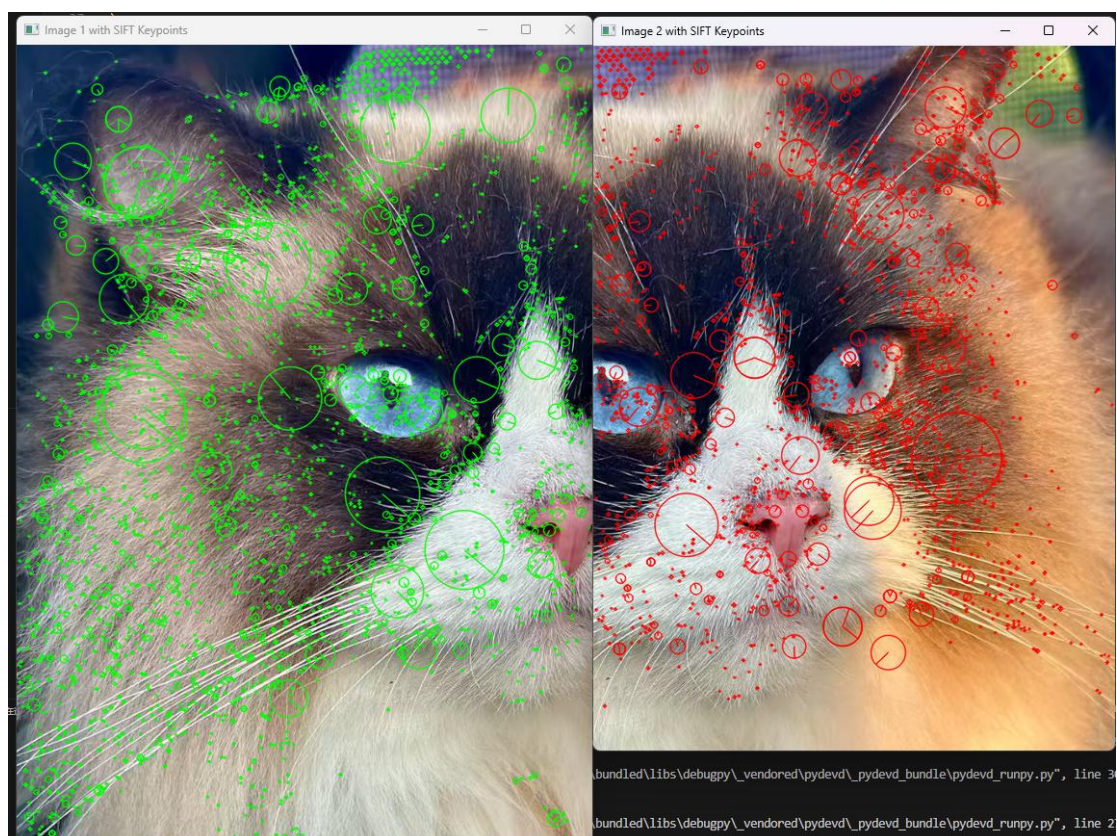 Image 1 with SIFT Keypoints
Image 2 with SIFT Keypoints
\bundled\libs\debugpy\_vendored\pydevd\_pydevd_bundle\pydevd_runpy.py", line 3
\bundled\libs\debugpy\_vendored\pydevd\_pydevd_bundle\pydevd_runpy.py", line 2